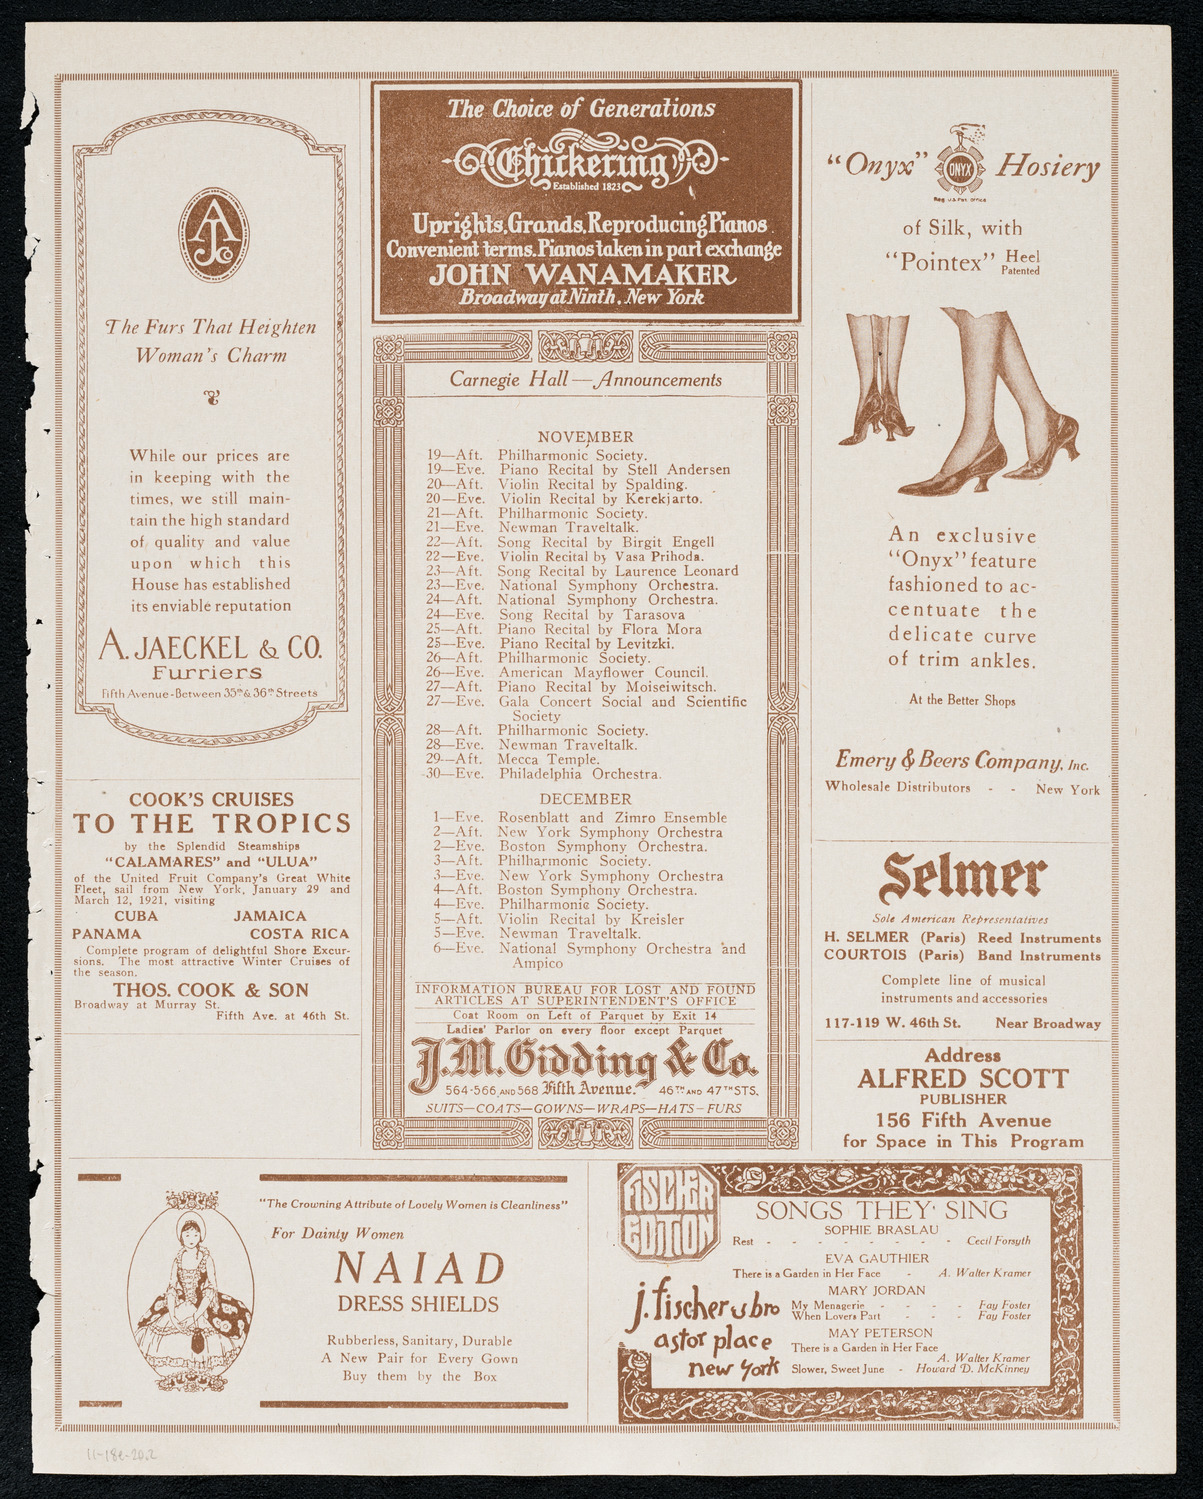 AJCo
The Furs That Heighten
Woman's Charm
While our prices are
in keeping with the
times, we still main-
tain the high standard
of quality and value
upon which this
House has established
its enviable reputation
A. JAECKEL & CO.
Furriers
Fifth Avenue - Between 35th & 36th Streets
COOK'S CRUISES
TO THE TROPICS
by the Splendid Steamships
"CALAMARES" and "ULUA"
of the United Fruit Company's Great White
Fleet, sail from New York, January 29 and
March 12, 1921, visiting
CUBA JAMAICA
PANAMA COSTA RICA
Complete program of delightful Shore Excur-
sions. The most attractive Winter Cruises of
the season.
THOS. COOK & SON
Broadway at Murray St.
Fifth Ave. at 46th St.
The Choice of Generations
Chickering
Established 1823
Uprights, Grands, Reproducing Pianos
Convenient terms. Pianos taken in part exchange
JOHN WANAMAKER
Broadway at Ninth, New York
Carnegie Hall — Announcements
NOVEMBER
19—Aft. Philharmonic Society.
19—Eve. Piano Recital by Stell Andersen
20—Aft. Violin Recital by Spalding.
20—Eve. Violin Recital by Kerekjarto.
21—Aft. Philharmonic Society.
21—Eve. Newman Traveltalk.
22—Aft. Song Recital by Birgit Engell
22—Eve. Violin Recital by Vasa Prihoda.
23—Aft. Song Recital by Laurence Leonard
23—Eve. National Symphony Orchestra.
24—Aft. National Symphony Orchestra.
24—Eve. Song Recital by Tarasova
25—Aft. Piano Recital by Flora Mora
25—Eve. Piano Recital by Levitzki.
26—Aft. Philharmonic Society.
26—Eve. American Mayflower Council.
27—Aft. Piano Recital by Moiseiwitsch.
27—Eve. Gala Concert Social and Scientific
Society
28—Aft. Philharmonic Society.
28—Eve. Newman Traveltalk.
29—Aft. Mecca Temple.
30—Eve. Philadelphia Orchestra.
DECEMBER
1—Eve. Rosenblatt and Zimro Ensemble
2—Aft. New York Symphony Orchestra
2—Eve. Boston Symphony Orchestra.
3—Aft. Philharmonic Society.
3—Eve. New York Symphony Orchestra
4—Aft. Boston Symphony Orchestra.
4—Eve. Philharmonic Society.
5—Aft. Violin Recital by Kreisler
5—Eve. Newman Traveltalk.
6—Eve. National Symphony Orchestra and
Ampico
INFORMATION BUREAU FOR LOST AND FOUND
ARTICLES AT SUPERINTENDENT'S OFFICE
Coat Room on Left of Parquet by Exit 14
Ladies' Parlor on every floor except Parquet
J.M. Gidding & Co.
564-566 AND 568 Fifth Avenue. 46TH AND 47TH STS.
SUITS—COATS—GOWNS—WRAPS—HATS—FURS
"Onyx" ONYX Hosiery
Reg. U.S. Pat. Office
of Silk, with
"Pointex" Heel
Patented
An exclusive
"Onyx" feature
fashioned to ac-
centuate the
delicate curve
of trim ankles.
At the Better Shops
Emery & Beers Company, Inc.
Wholesale Distributors - - New York
Selmer
Sole American Representatives
H. SELMER (Paris) Reed Instruments
COURTOIS (Paris) Band Instruments
Complete line of musical
instruments and accessories
117-119 W. 46th St. Near Broadway
Address
ALFRED SCOTT
PUBLISHER
156 Fifth Avenue
for Space in This Program
"The Crowning Attribute of Lovely Women is Cleanliness"
For Dainty Women
NAIAD
DRESS SHIELDS
Rubberless, Sanitary, Durable
A New Pair for Every Gown
Buy them by the Box
FISCHER
EDITION
j. fischer & bro
astor place
new york
SONGS THEY SING
SOPHIE BRASLAU
Rest - - - - - - - - Cecil Forsyth
EVA GAUTHIER
There is a Garden in Her Face - A. Walter Kramer
MARY JORDAN
My Menagerie - - - - Fay Foster
When Lovers Part - - - Fay Foster
MAY PETERSON
There is a Garden in Her Face
A. Walter Kramer
Slower, Sweet June - Howard D. McKinney
11-18e-20.2